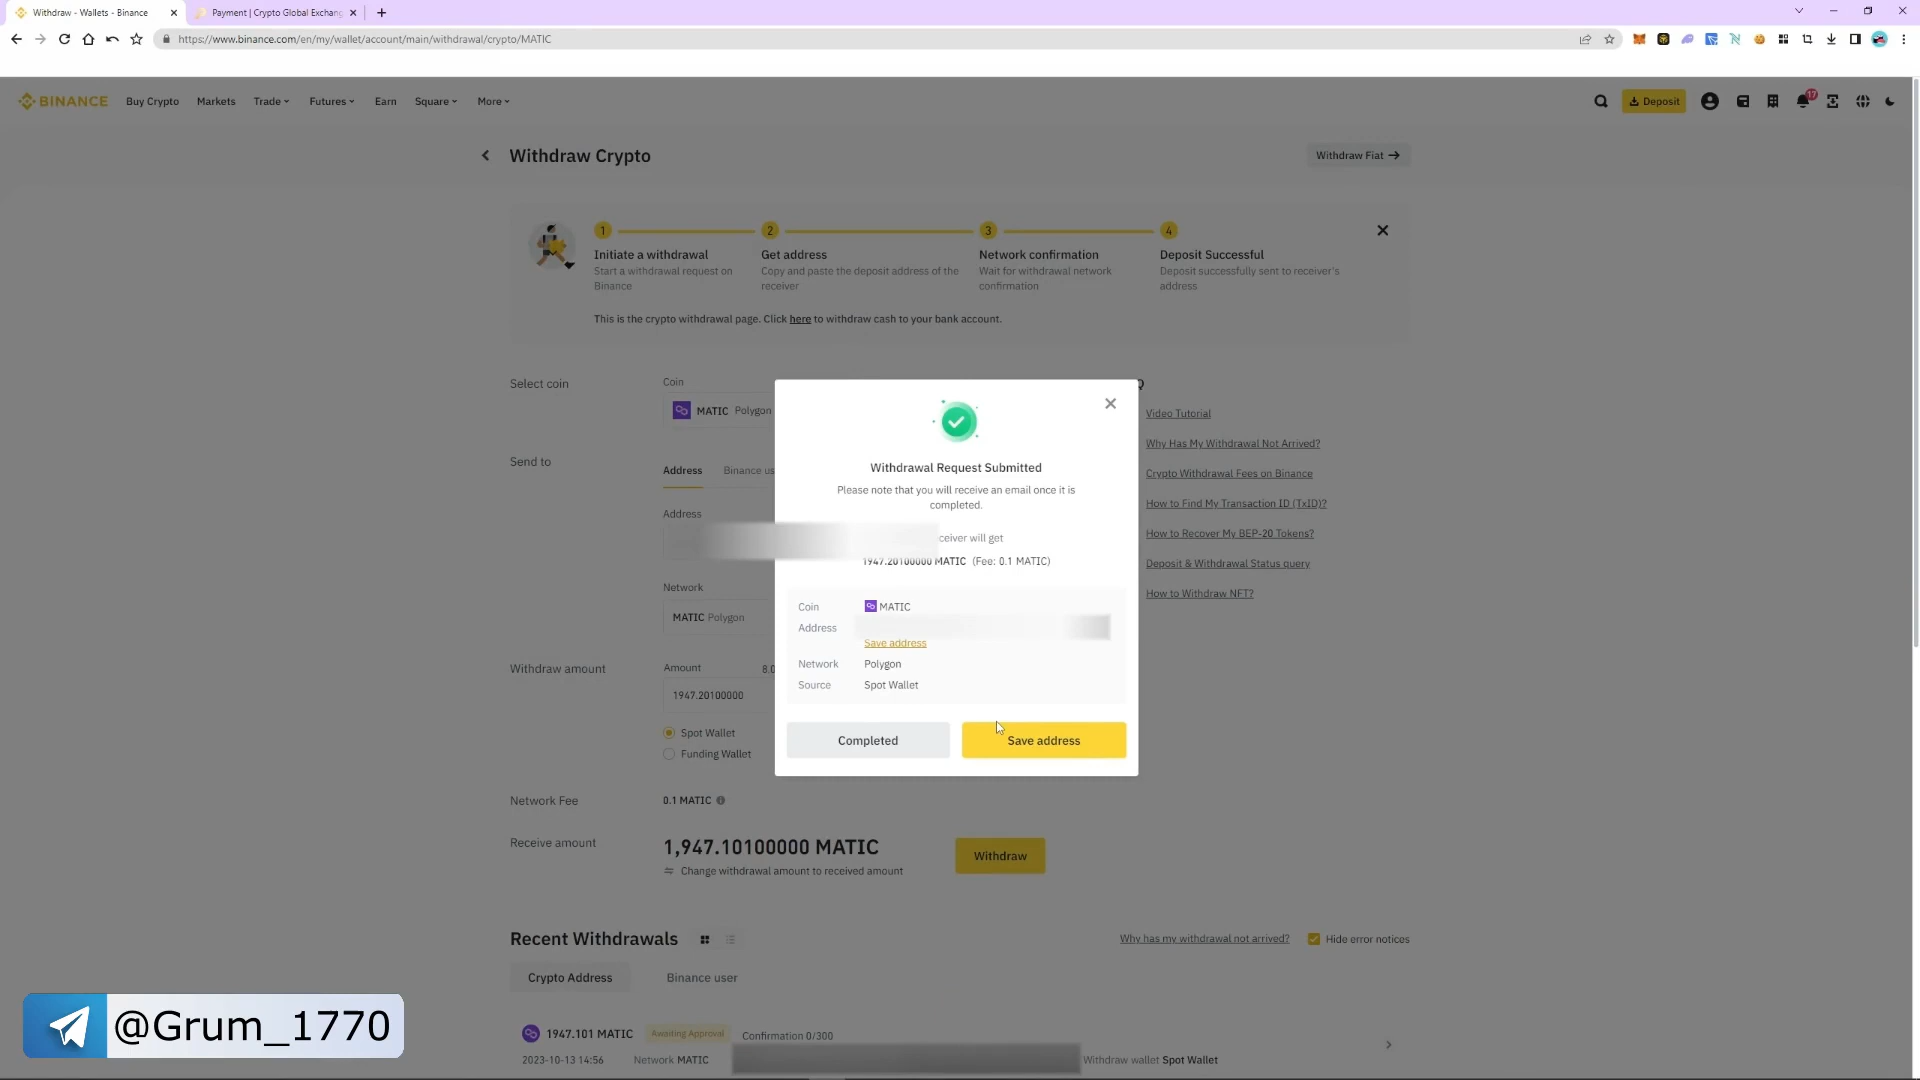 Withdraw - Wallets - Binance
Payment | Crypto Global Exchang
https://www.binance.com/en/my/wallet/account/main/withdrawal/crypto/MATIC
BINANCE
Buy Crypto
Markets
Trade
Futures
Earn
Square
More
Deposit
17
Withdraw Crypto
Withdraw Fiat →
1
2
3
4
Initiate a withdrawal
Start a withdrawal request on
Binance
Get address
Copy and paste the deposit address of the
receiver
Network confirmation
Wait for withdrawal network
confirmation
Deposit Successful
Deposit successfully sent to receiver's
address
This is the crypto withdrawal page. Click here to withdraw cash to your bank account.
Select coin
Coin
MATIC Polygon
Send to
Address
Binance us
Address
Network
MATIC Polygon
Withdraw amount
Amount
8.0
1947.20100000
Spot Wallet
Funding Wallet
Network Fee
0.1 MATIC
Receive amount
1,947.10100000 MATIC
Change withdrawal amount to received amount
Withdraw
Withdrawal Request Submitted
Please note that you will receive an email once it is
completed.
ceiver will get
1947.20100000 MATIC (Fee: 0.1 MATIC)
Coin
MATIC
Address
Save address
Network
Polygon
Source
Spot Wallet
Completed
Save address
Q
Video Tutorial
Why Has My Withdrawal Not Arrived?
Crypto Withdrawal Fees on Binance
How to Find My Transaction ID (TxID)?
How to Recover My BEP-20 Tokens?
Deposit & Withdrawal Status query
How to Withdraw NFT?
Recent Withdrawals
Why has my withdrawal not arrived?
Hide error notices
Crypto Address
Binance user
1947.101 MATIC
Awaiting Approval
Confirmation 0/300
2023-10-13 14:56
Network MATIC
Withdraw wallet Spot Wallet
@Grum_1770